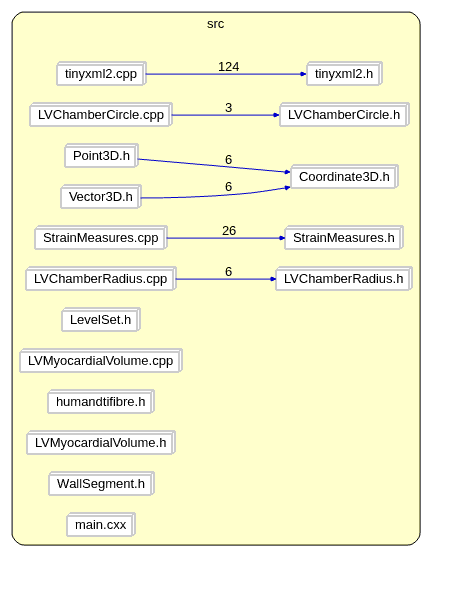 src
tinyxml2.cpp 124 tinyxml2.h
LVChamberCircle.cpp 3 LVChamberCircle.h
Point3D.h 6 Coordinate3D.h
Vector3D.h 6
StrainMeasures.cpp 26 StrainMeasures.h
LVChamberRadius.cpp 6 LVChamberRadius.h
LevelSet.h
LVMyocardialVolume.cpp
humandtifibre.h
LVMyocardialVolume.h
WallSegment.h
main.cxx